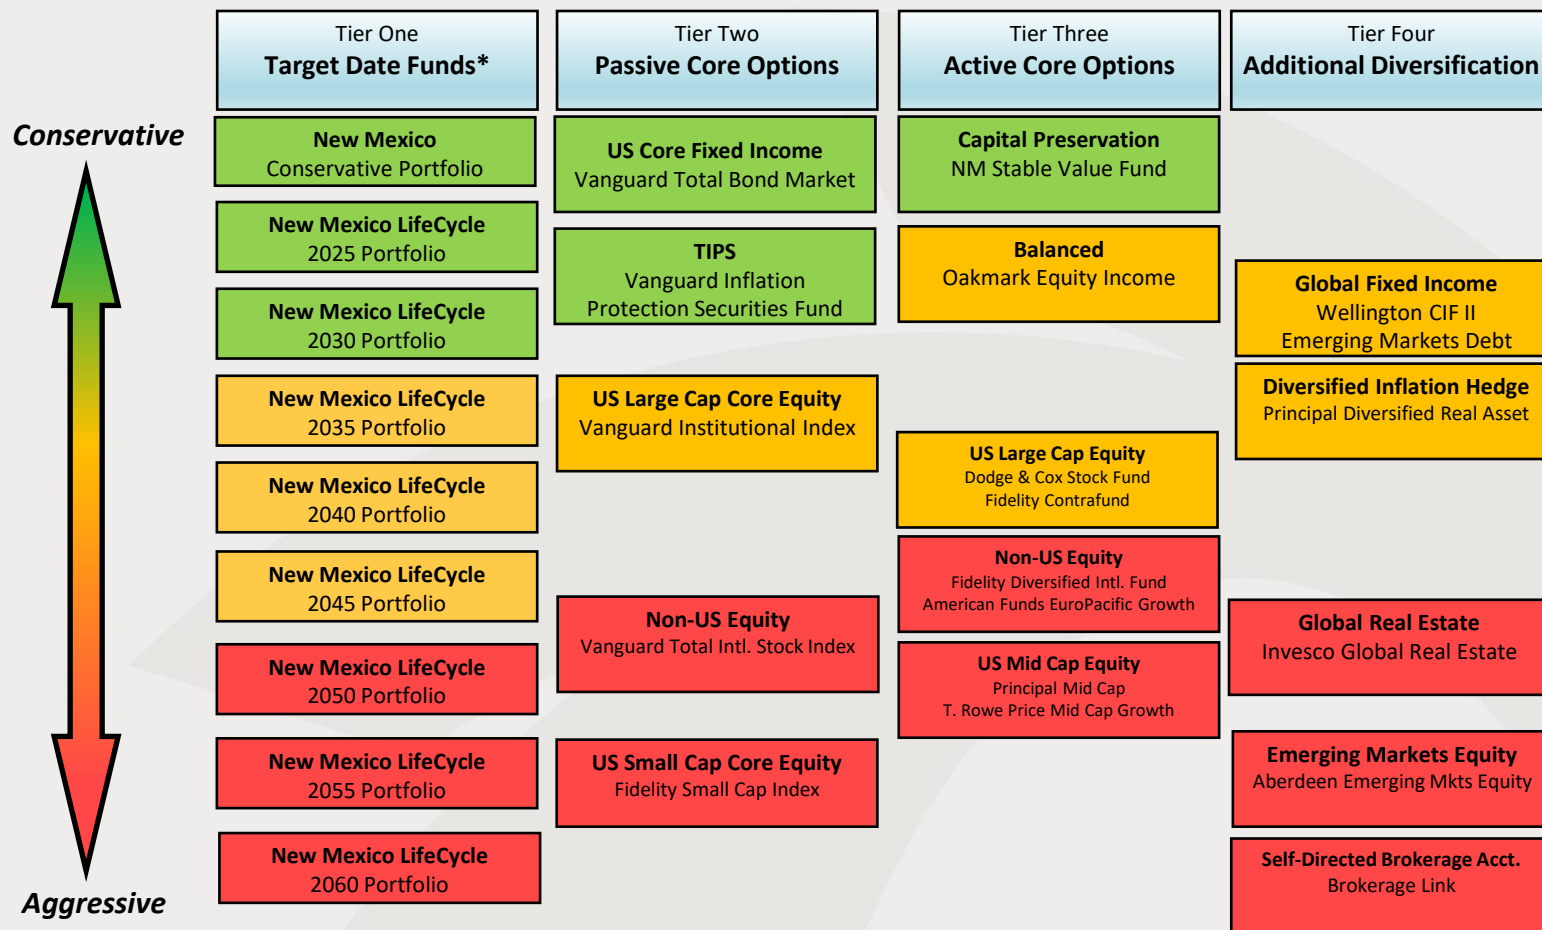 Tier One
Target Date Funds*
Tier Two
Passive Core Options
Tier Three
Active Core Options
Tier Four
Additional Diversification
Conservative
Aggressive
New Mexico
Conservative Portfolio
New Mexico LifeCycle
2025 Portfolio
New Mexico LifeCycle
2030 Portfolio
New Mexico LifeCycle
2035 Portfolio
New Mexico LifeCycle
2040 Portfolio
New Mexico LifeCycle
2045 Portfolio
New Mexico LifeCycle
2050 Portfolio
New Mexico LifeCycle
2055 Portfolio
New Mexico LifeCycle
2060 Portfolio
US Core Fixed Income
Vanguard Total Bond Market
TIPS
Vanguard Inflation
Protection Securities Fund
US Large Cap Core Equity
Vanguard Institutional Index
Non-US Equity
Vanguard Total Intl. Stock Index
US Small Cap Core Equity
Fidelity Small Cap Index
Capital Preservation
NM Stable Value Fund
Balanced
Oakmark Equity Income
US Large Cap Equity
Dodge & Cox Stock Fund
Fidelity Contrafund
Non-US Equity
Fidelity Diversified Intl. Fund
American Funds EuroPacific Growth
US Mid Cap Equity
Principal Mid Cap
T. Rowe Price Mid Cap Growth
Global Fixed Income
Wellington CIF II
Emerging Markets Debt
Diversified Inflation Hedge
Principal Diversified Real Asset
Global Real Estate
Invesco Global Real Estate
Emerging Markets Equity
Aberdeen Emerging Mkts Equity
Self-Directed Brokerage Acct.
Brokerage Link